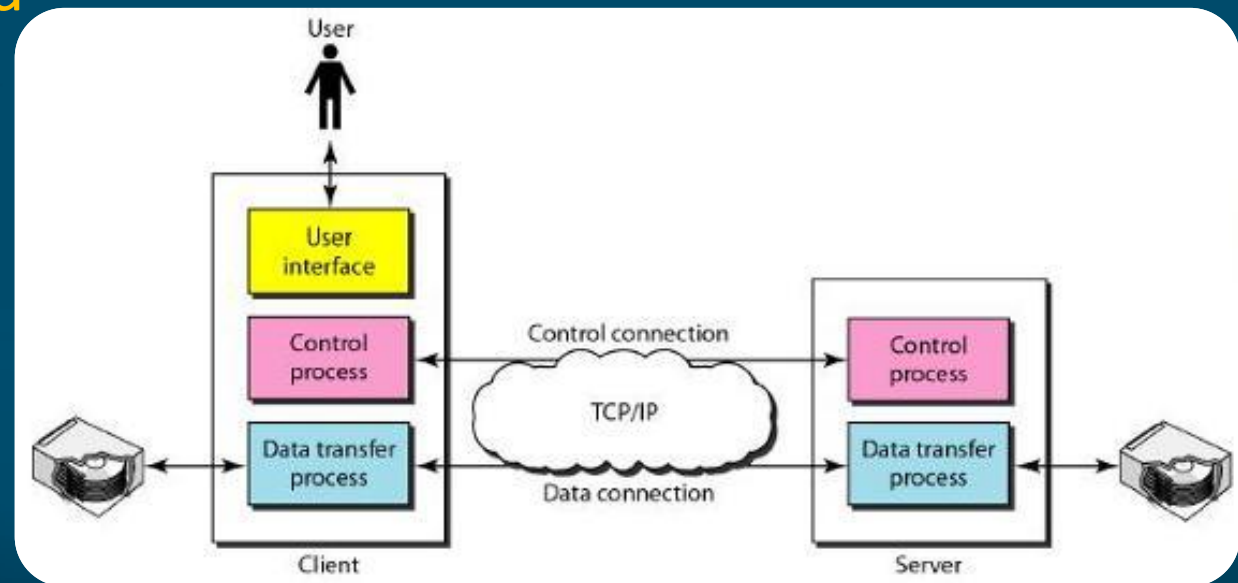 User
User
interface
Control
process
Data transfer
process
Client
Control connection
TCP/IP
Data connection
Control
process
Data transfer
process
Server